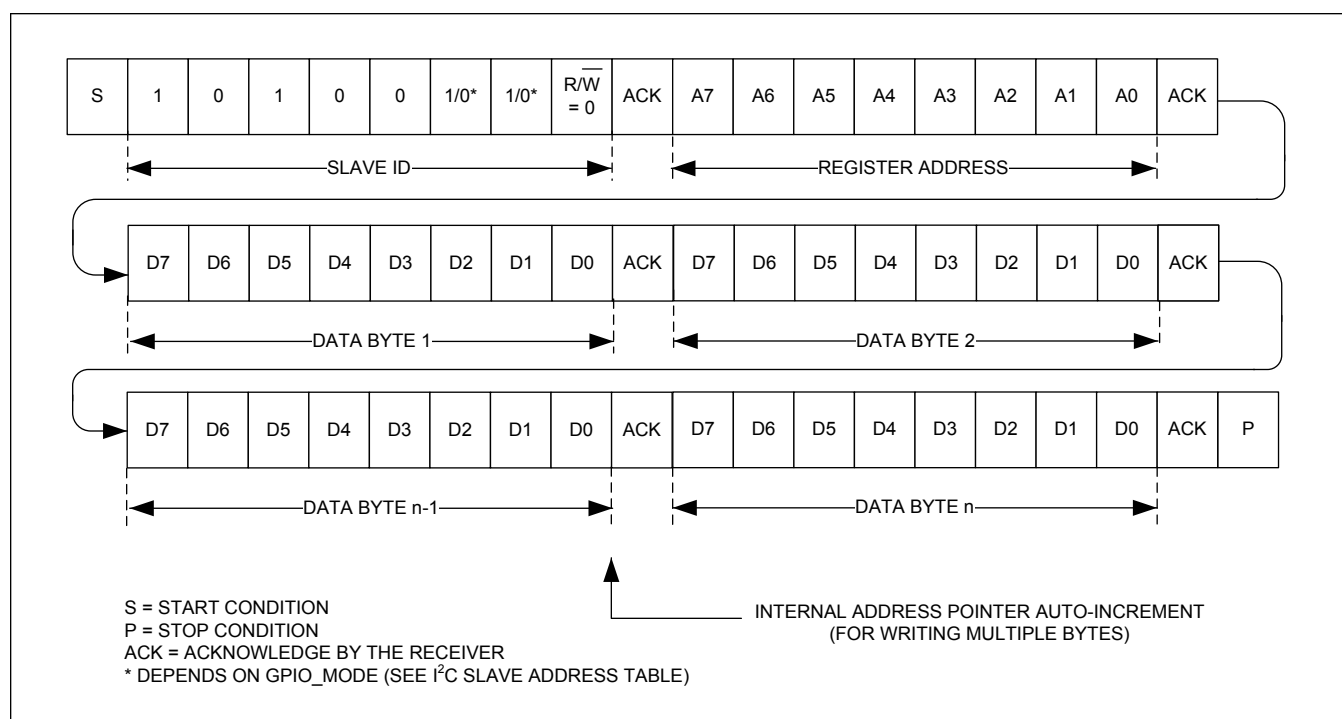 S 1 0 1 0 0 1/0* 1/0* R/W̅ = 0 ACK A7 A6 A5 A4 A3 A2 A1 A0 ACK
SLAVE ID REGISTER ADDRESS
D7 D6 D5 D4 D3 D2 D1 D0 ACK D7 D6 D5 D4 D3 D2 D1 D0 ACK
DATA BYTE 1 DATA BYTE 2
D7 D6 D5 D4 D3 D2 D1 D0 ACK D7 D6 D5 D4 D3 D2 D1 D0 ACK P
DATA BYTE n-1 DATA BYTE n
S = START CONDITION
P = STOP CONDITION
ACK = ACKNOWLEDGE BY THE RECEIVER
* DEPENDS ON GPIO_MODE (SEE I²C SLAVE ADDRESS TABLE)
INTERNAL ADDRESS POINTER AUTO-INCREMENT
(FOR WRITING MULTIPLE BYTES)